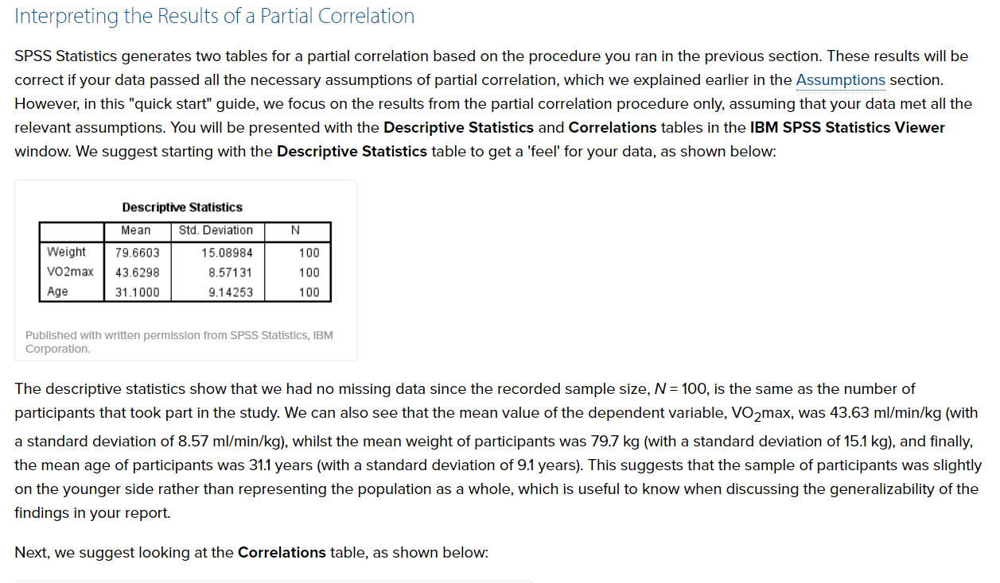 Interpreting the Results of a Partial Correlation
SPSS Statistics generates two tables for a partial correlation based on the procedure you ran in the previous section. These results will be
correct if your data passed all the necessary assumptions of partial correlation, which we explained earlier in the Assumptions section.
However, in this "quick start" guide, we focus on the results from the partial correlation procedure only, assuming that your data met all the
relevant assumptions. You will be presented with the Descriptive Statistics and Correlations tables in the IBM SPSS Statistics Viewer
window. We suggest starting with the Descriptive Statistics table to get a 'feel' for your data, as shown below:
Descriptive Statistics
Mean Std. Deviation N
Weight 79.6603 15.08984 100
VO2max 43.6298 8.57131 100
Age 31.1000 9.14253 100
Published with written permission from SPSS Statistics, IBM
Corporation.
The descriptive statistics show that we had no missing data since the recorded sample size, N = 100, is the same as the number of
participants that took part in the study. We can also see that the mean value of the dependent variable, VO₂max, was 43.63 ml/min/kg (with
a standard deviation of 8.57 ml/min/kg), whilst the mean weight of participants was 79.7 kg (with a standard deviation of 15.1 kg), and finally,
the mean age of participants was 31.1 years (with a standard deviation of 9.1 years). This suggests that the sample of participants was slightly
on the younger side rather than representing the population as a whole, which is useful to know when discussing the generalizability of the
findings in your report.
Next, we suggest looking at the Correlations table, as shown below: